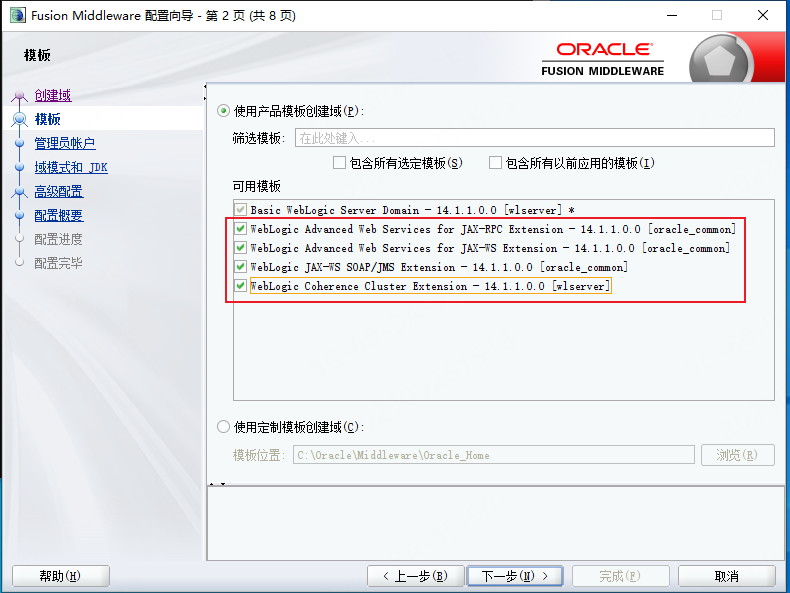 Fusion Middleware 配置向导 - 第 2 页 (共 8 页)
模板
ORACLE
FUSION MIDDLEWARE
创建域
模板
管理员帐户
域模式和 JDK
高级配置
配置概要
配置进度
配置完毕
使用产品模板创建域(P):
筛选模板: 在此处键入...
包含所有选定模板(S) 包含所有以前应用的模板(I)
可用模板
Basic WebLogic Server Domain - 14.1.1.0.0 [wlserver] *
WebLogic Advanced Web Services for JAX-RPC Extension - 14.1.1.0.0 [oracle_common]
WebLogic Advanced Web Services for JAX-WS Extension - 14.1.1.0.0 [oracle_common]
WebLogic JAX-WS SOAP/JMS Extension - 14.1.1.0.0 [oracle_common]
WebLogic Coherence Cluster Extension - 14.1.1.0.0 [wlserver]
使用定制模板创建域(C):
模板位置: C:\Oracle\Middleware\Oracle_Home 浏览(R)
帮助(H) < 上一步(B) 下一步(N) > 完成(F) 取消